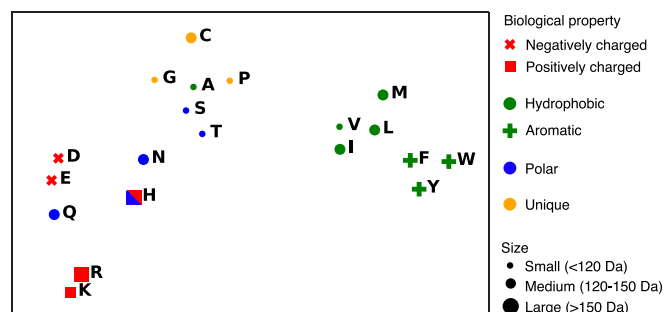 C
G
A
P
S
T
M
V
L
I
F
W
Y
D
N
E
H
Q
R
K
Biological property
Negatively charged
Positively charged
Hydrophobic
Aromatic
Polar
Unique
Size
Small (<120 Da)
Medium (120-150 Da)
Large (>150 Da)